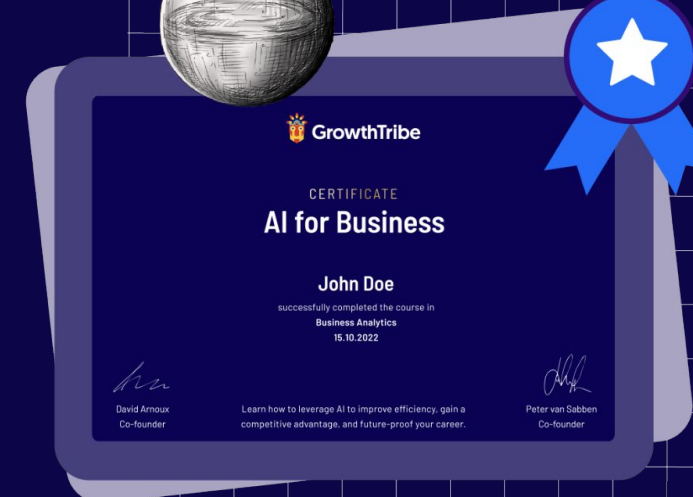 GrowthTribe
CERTIFICATE
AI for Business
John Doe
successfully completed the course in
Business Analytics
15.10.2022
David Arnoux
Co-founder
Learn how to leverage AI to improve efficiency, gain a
competitive advantage, and future-proof your career.
Peter van Sabben
Co-founder